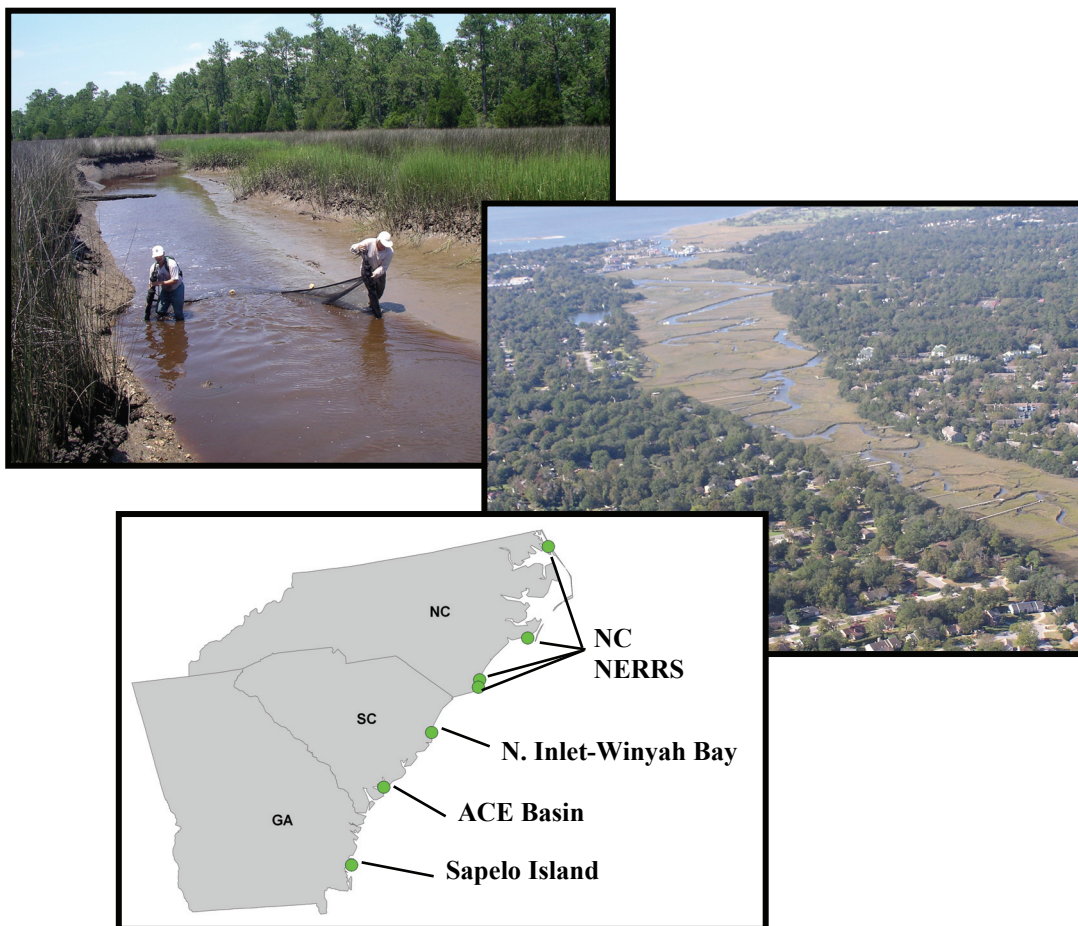 NC
NC
NERRS
SC
N. Inlet-Winyah Bay
ACE Basin
GA
Sapelo Island